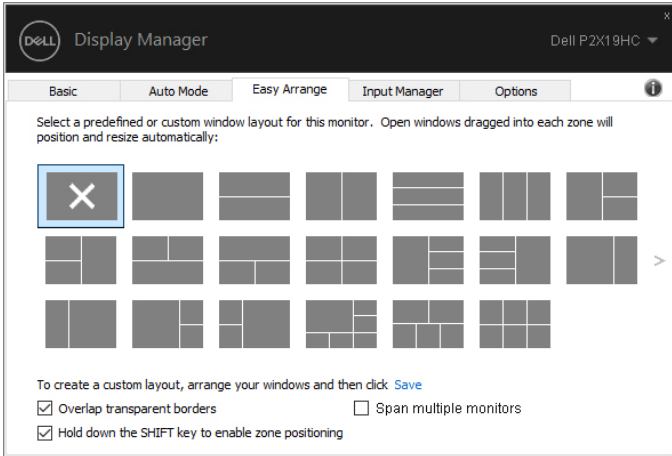 x
DELL Display Manager
Dell P2X19HC
Basic Auto Mode Easy Arrange Input Manager Options
Select a predefined or custom window layout for this monitor. Open windows dragged into each zone will
position and resize automatically:
To create a custom layout, arrange your windows and then click Save
Overlap transparent borders
Span multiple monitors
Hold down the SHIFT key to enable zone positioning